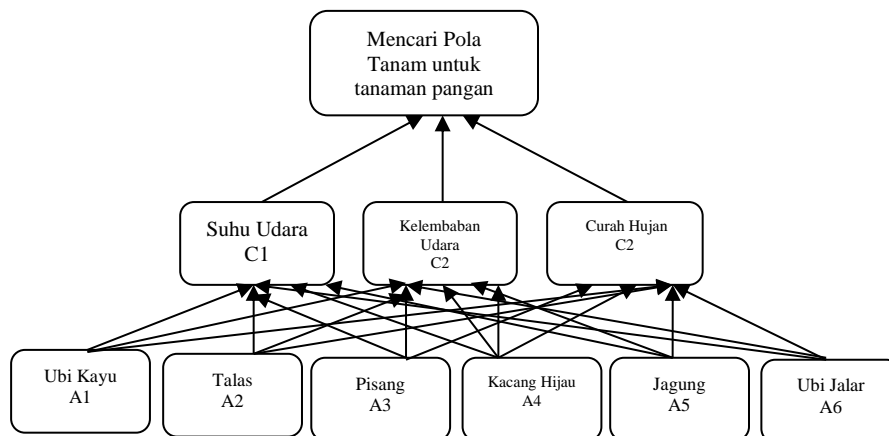 Mencari Pola
Tanam untuk
tanaman pangan
Suhu Udara
C1
Kelembaban
Udara
C2
Curah Hujan
C2
Ubi Kayu
A1
Talas
A2
Pisang
A3
Kacang Hijau
A4
Jagung
A5
Ubi Jalar
A6